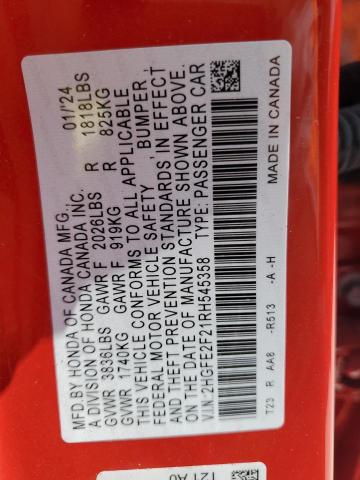 MFD.BY HONDA OF CANADA MFG., 01/'24
A DIVISION OF HONDA CANADA INC.
GVWR 3836LBS GAWR F 2026LBS R 1818LBS
GVWR 1740KG GAWR F 919KG R 825KG
THIS VEHICLE CONFORMS TO ALL APPLICABLE
FEDERAL MOTOR VEHICLE SAFETY , BUMPER,
AND THEFT PREVENTION STANDARDS IN EFFECT
ON THE DATE OF MANUFACTURE SHOWN ABOVE.
V.I.N: 2HGFE2F21RH545358 TYPE: PASSENGER CAR
T23 R AA8 -R513 -A -H MADE IN CANADA